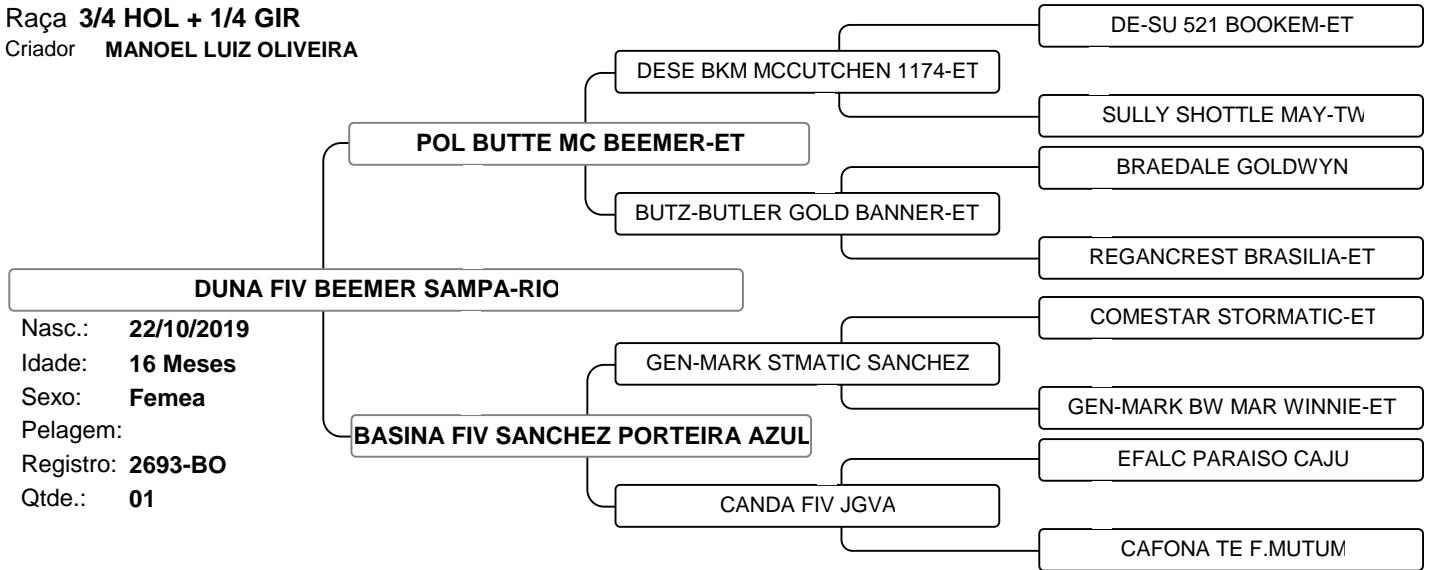 Raça 3/4 HOL + 1/4 GIR
Criador MANOEL LUIZ OLIVEIRA
DE-SU 521 BOOKEM-ET
DESE BKM MCCUTCHEN 1174-ET
SULLY SHOTTLE MAY-TW
POL BUTTE MC BEEMER-ET
BRAEDALE GOLDWYN
BUTZ-BUTLER GOLD BANNER-ET
REGANCREST BRASILIA-ET
DUNA FIV BEEMER SAMPA-RIO
Nasc.: 22/10/2019
Idade: 16 Meses
Sexo: Femea
Pelagem:
Registro: 2693-BO
Qtde.: 01
COMESTAR STORMATIC-ET
GEN-MARK STMATIC SANCHEZ
GEN-MARK BW MAR WINNIE-ET
BASINA FIV SANCHEZ PORTEIRA AZUL
EFALC PARAISO CAJU
CANDA FIV JGVA
CAFONA TE F.MUTUM